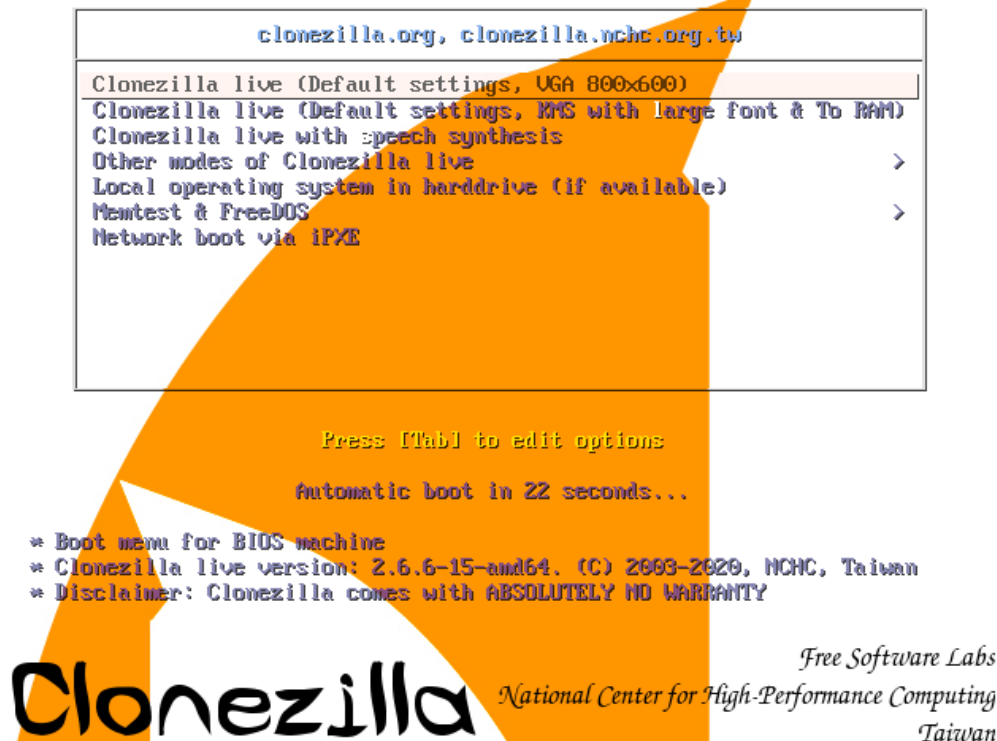 clonezilla.org, clonezilla.nchc.org.tw
Clonezilla live (Default settings, VGA 800x600)
Clonezilla live (Default settings, KMS with large font & To RAM)
Clonezilla live with speech synthesis
Other modes of Clonezilla live >
Local operating system in harddrive (if available)
Memtest & FreeDOS >
Network boot via iPXE
Press [Tab] to edit options
Automatic boot in 22 seconds...
* Boot menu for BIOS machine
* Clonezilla live version: 2.6.6-15-amd64. (C) 2003-2020, NCHC, Taiwan
* Disclaimer: Clonezilla comes with ABSOLUTELY NO WARRANTY
Clonezilla
Free Software Labs
National Center for High-Performance Computing
Taiwan